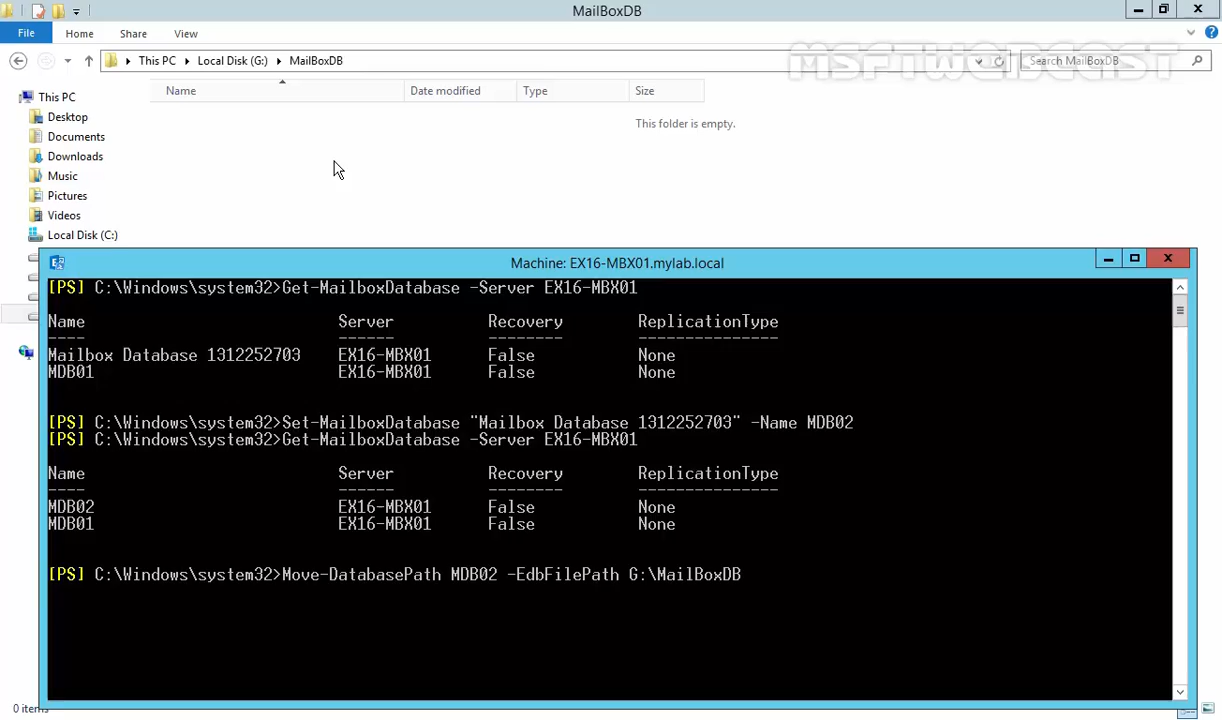 MailBoxDB
File Home Share View
This PC Local Disk (G:) MailBoxDB Search MailBoxDB
MSFTWEBCAST
Name Date modified Type Size
This folder is empty.
This PC
Desktop
Documents
Downloads
Music
Pictures
Videos
Local Disk (C:)
Machine: EX16-MBX01.mylab.local
[PS] C:\Windows\system32>Get-MailboxDatabase -Server EX16-MBX01
Name Server Recovery ReplicationType
---- ------ -------- ---------------
Mailbox Database 1312252703 EX16-MBX01 False None
MDB01 EX16-MBX01 False None
[PS] C:\Windows\system32>Set-MailboxDatabase "Mailbox Database 1312252703" -Name MDB02
[PS] C:\Windows\system32>Get-MailboxDatabase -Server EX16-MBX01
Name Server Recovery ReplicationType
---- ------ -------- ---------------
MDB02 EX16-MBX01 False None
MDB01 EX16-MBX01 False None
[PS] C:\Windows\system32>Move-DatabasePath MDB02 -EdbFilePath G:\MailBoxDB
0 items